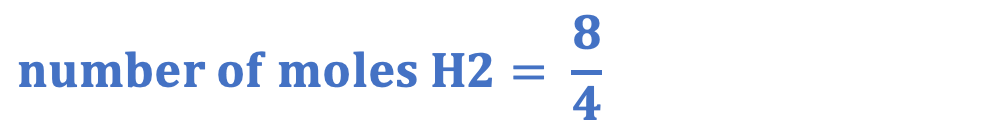 number of moles H2 = 8/4